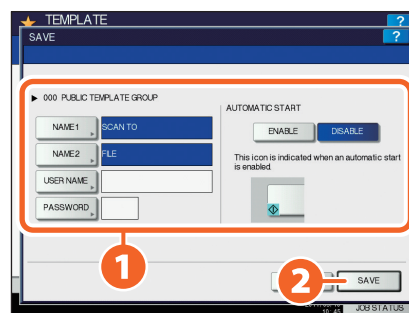 TEMPLATE
?
SAVE
?
000 PUBLIC TEMPLATE GROUP
NAME1
SCAN TO
NAME2
FILE
USER NAME
PASSWORD
AUTOMATIC START
ENABLE
DISABLE
This icon is indicated when an automatic start
is enabled.
1
2
SAVE
JOB STATUS